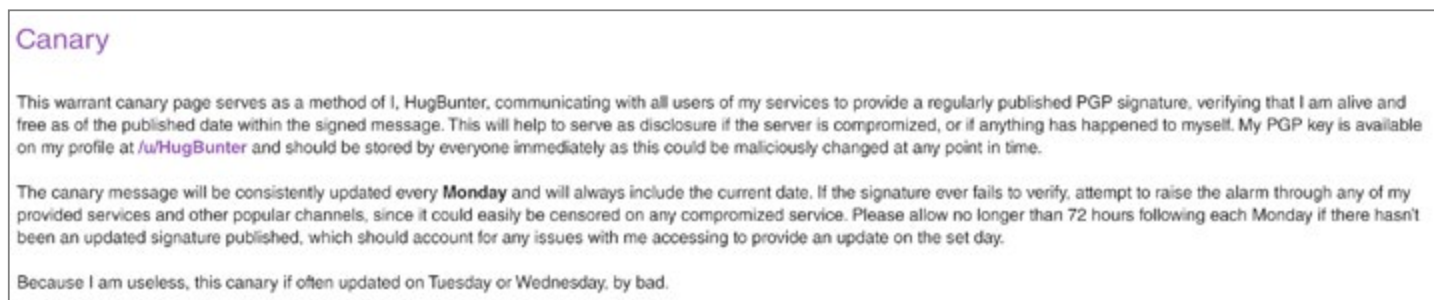 Canary
This warrant canary page serves as a method of I, HugBunter, communicating with all users of my services to provide a regularly published PGP signature, verifying that I am alive and
free as of the published date within the signed message. This will help to serve as disclosure if the server is compromized, or if anything has happened to myself. My PGP key is available
on my profile at /u/HugBunter and should be stored by everyone immediately as this could be maliciously changed at any point in time.
The canary message will be consistently updated every Monday and will always include the current date. If the signature ever fails to verify, attempt to raise the alarm through any of my
provided services and other popular channels, since it could easily be censored on any compromized service. Please allow no longer than 72 hours following each Monday if there hasn't
been an updated signature published, which should account for any issues with me accessing to provide an update on the set day.
Because I am useless, this canary if often updated on Tuesday or Wednesday, by bad.